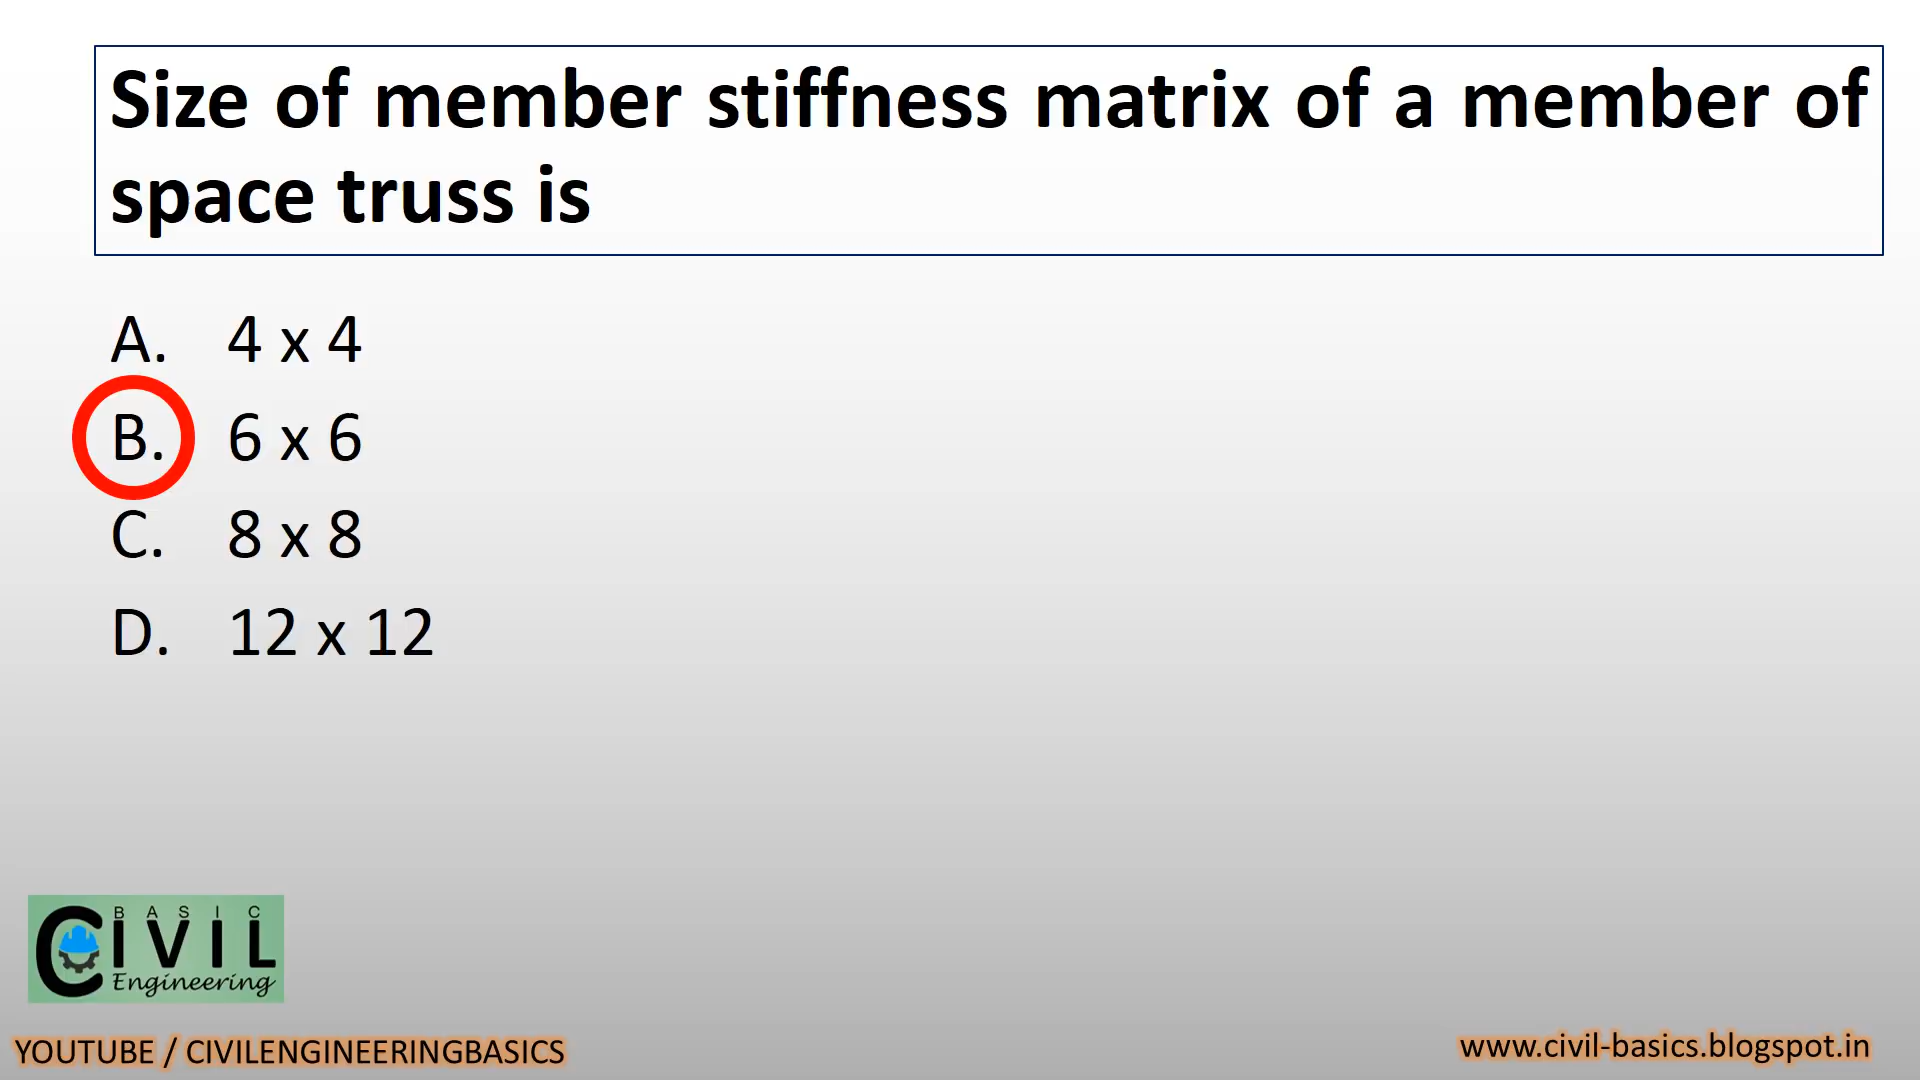 Size of member stiffness matrix of a member of
space truss is
A. 4 x 4
B. 6 x 6
C. 8 x 8
D. 12 x 12
BASIC
CIVIL
Engineering
YOUTUBE / CIVILENGINEERINGBASICS
www.civil-basics.blogspot.in